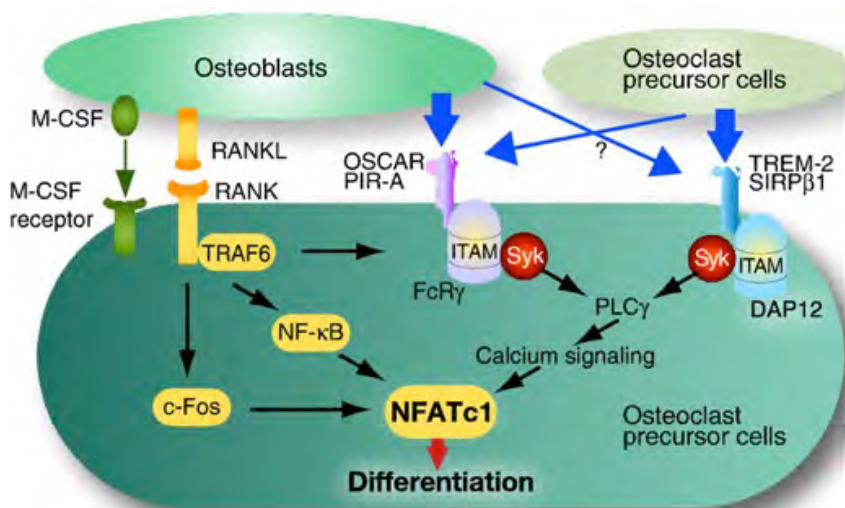 Osteoblasts
Osteoclast
precursor cells
M-CSF
RANKL
OSCAR
PIR-A
?
TREM-2
SIRPβ1
M-CSF
receptor
RANK
TRAF6
ITAM
Syk
Syk
ITAM
FcRγ
PLCγ
DAP12
NF-κB
Calcium signaling
c-Fos
NFATc1
Osteoclast
precursor cells
Differentiation